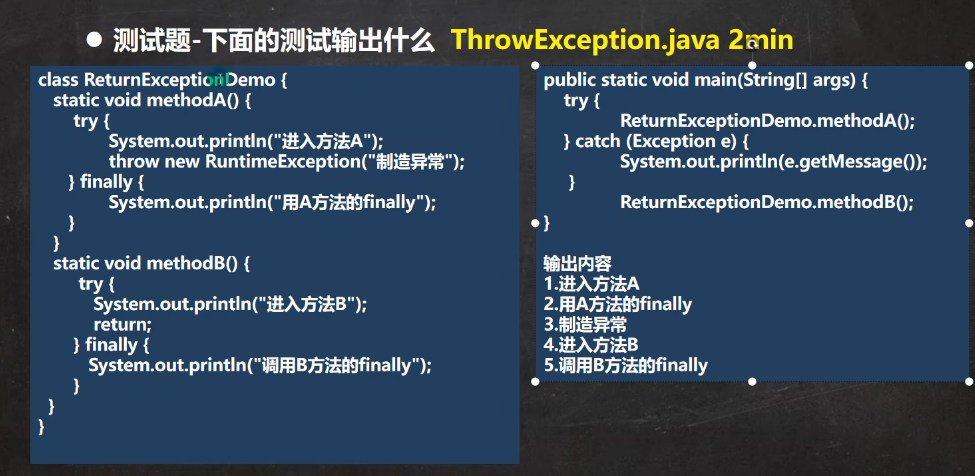 ● 测试题-下面的测试输出什么 ThrowException.java 2min
class ReturnExceptionDemo {
static void methodA() {
try {
System.out.println("进入方法A");
throw new RuntimeException("制造异常");
} finally {
System.out.println("用A方法的finally");
}
}
static void methodB() {
try {
System.out.println("进入方法B");
return;
} finally {
System.out.println("调用B方法的finally");
}
}
}
public static void main(String[] args) {
try {
ReturnExceptionDemo.methodA();
} catch (Exception e) {
System.out.println(e.getMessage());
}
ReturnExceptionDemo.methodB();
}
输出内容
1.进入方法A
2.用A方法的finally
3.制造异常
4.进入方法B
5.调用B方法的finally